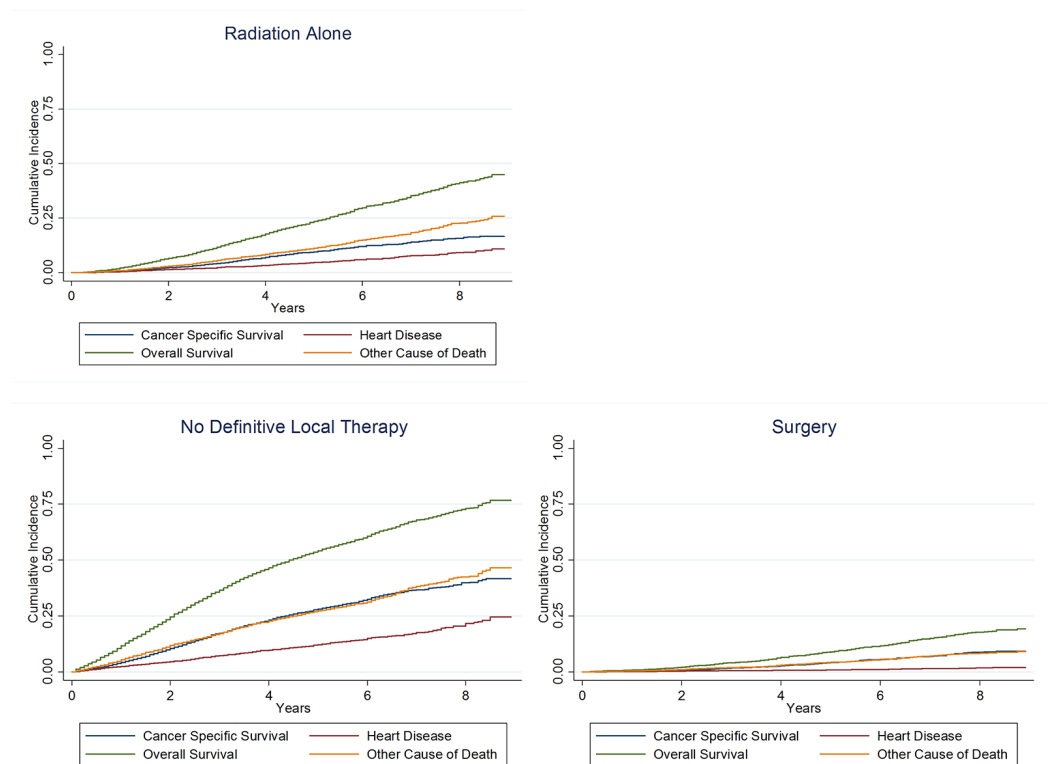 Radiation Alone
Cumulative Incidence
1.00
0.75
0.50
0.25
0.00
0 2 4 6 8
Years
Cancer Specific Survival Heart Disease
Overall Survival Other Cause of Death
No Definitive Local Therapy
Cumulative Incidence
1.00
0.75
0.50
0.25
0.00
0 2 4 6 8
Years
Cancer Specific Survival Heart Disease
Overall Survival Other Cause of Death
Surgery
Cumulative Incidence
1.00
0.75
0.50
0.25
0.00
0 2 4 6 8
Years
Cancer Specific Survival Heart Disease
Overall Survival Other Cause of Death